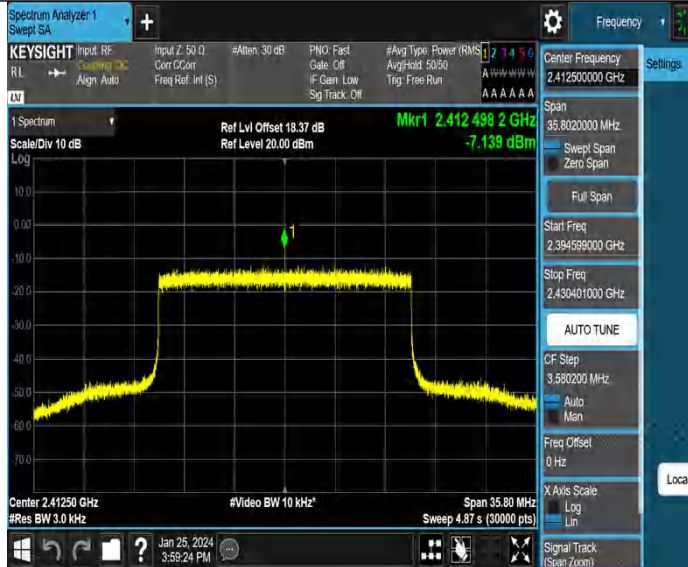 Spectrum Analyzer 1
Swept SA
+
Frequency
KEYSIGHT
RL
LXI
Input: RF
Coupling: DC
Align: Auto
Input Z: 50 Ω
Corr CCorr
Freq Ref: Int (S)
#Atten: 30 dB
PNO: Fast
Gate: Off
IF Gain: Low
Sig Track: Off
#Avg Type: Power (RMS
Avg|Hold: 50/50
Trig: Free Run
1 2 3 4 5 6
A W W W W W
A A A A A A
1 Spectrum
Scale/Div 10 dB
Log
Ref Lvl Offset 18.37 dB
Ref Level 20.00 dBm
Mkr1 2.412 498 2 GHz
-7.139 dBm
1
10.0
0.00
-10.0
-20.0
-30.0
-40.0
-50.0
-60.0
-70.0
Center 2.41250 GHz
#Res BW 3.0 kHz
#Video BW 10 kHz*
Span 35.80 MHz
Sweep 4.87 s (30000 pts)
?
Jan 25, 2024
3:59:24 PM
Center Frequency
2.412500000 GHz
Span
35.8020000 MHz
Swept Span
Zero Span
Full Span
Start Freq
2.394599000 GHz
Stop Freq
2.430401000 GHz
AUTO TUNE
CF Step
3.580200 MHz
Auto
Man
Freq Offset
0 Hz
X Axis Scale
Log
Lin
Signal Track
(Span Zoom)
Settings
Loca